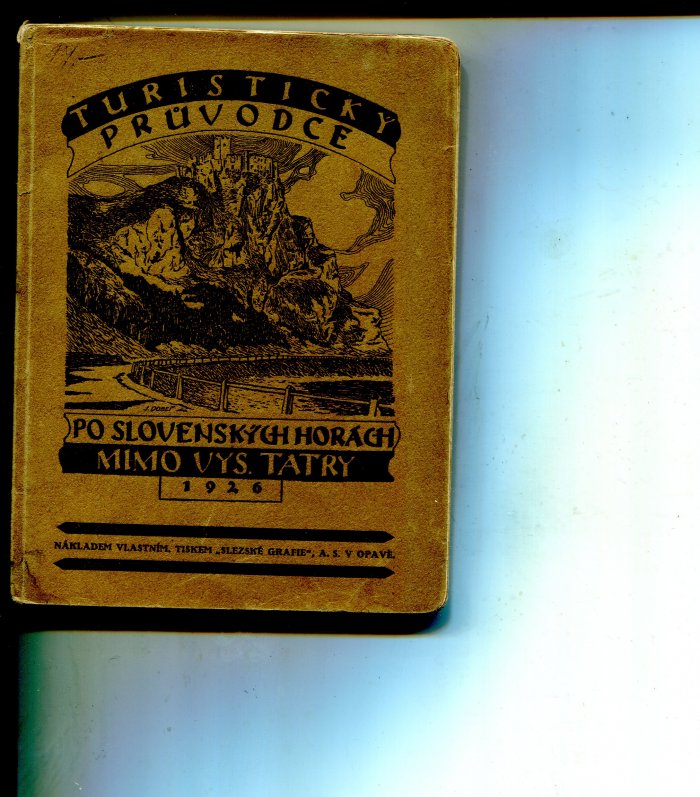 TURISTICKÝ
PRŮVODCE
PO SLOVENSKÝCH HORÁCH
MIMO VYS. TATRY
1926
NÁKLADEM VLASTNÍM. TISKEM „SLEZSKÉ GRAFIE“, A. S. V OPAVĚ.